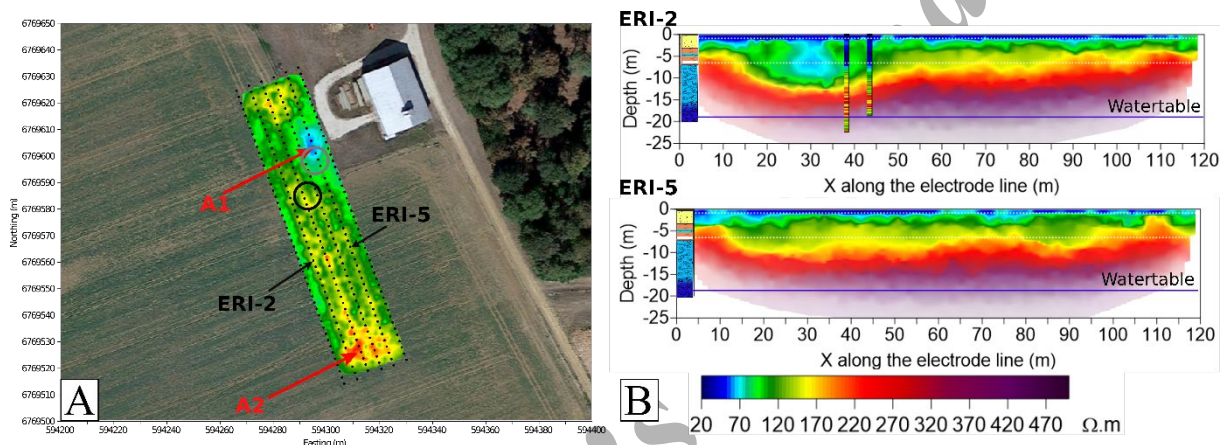 6769650
6769640
6769630
6769620
6769610
6769600
6769590
6769580
6769570
6769560
6769550
6769540
6769530
6769520
6769510
6769500
Northing (m)
A1
ERI-5
ERI-2
A2
A
594200 594220 594240 594260 594280 594300 594320 594340 594360 594380 594400
Easting (m)
ERI-2
0
-5
-10
-15
-20
-25
Depth (m)
Watertable
0 10 20 30 40 50 60 70 80 90 100 110 120
X along the electrode line (m)
ERI-5
0
-5
-10
-15
-20
-25
Depth (m)
Watertable
0 10 20 30 40 50 60 70 80 90 100 110 120
X along the electrode line (m)
B
20 70 120 170 220 270 320 370 420 470 Ω.m